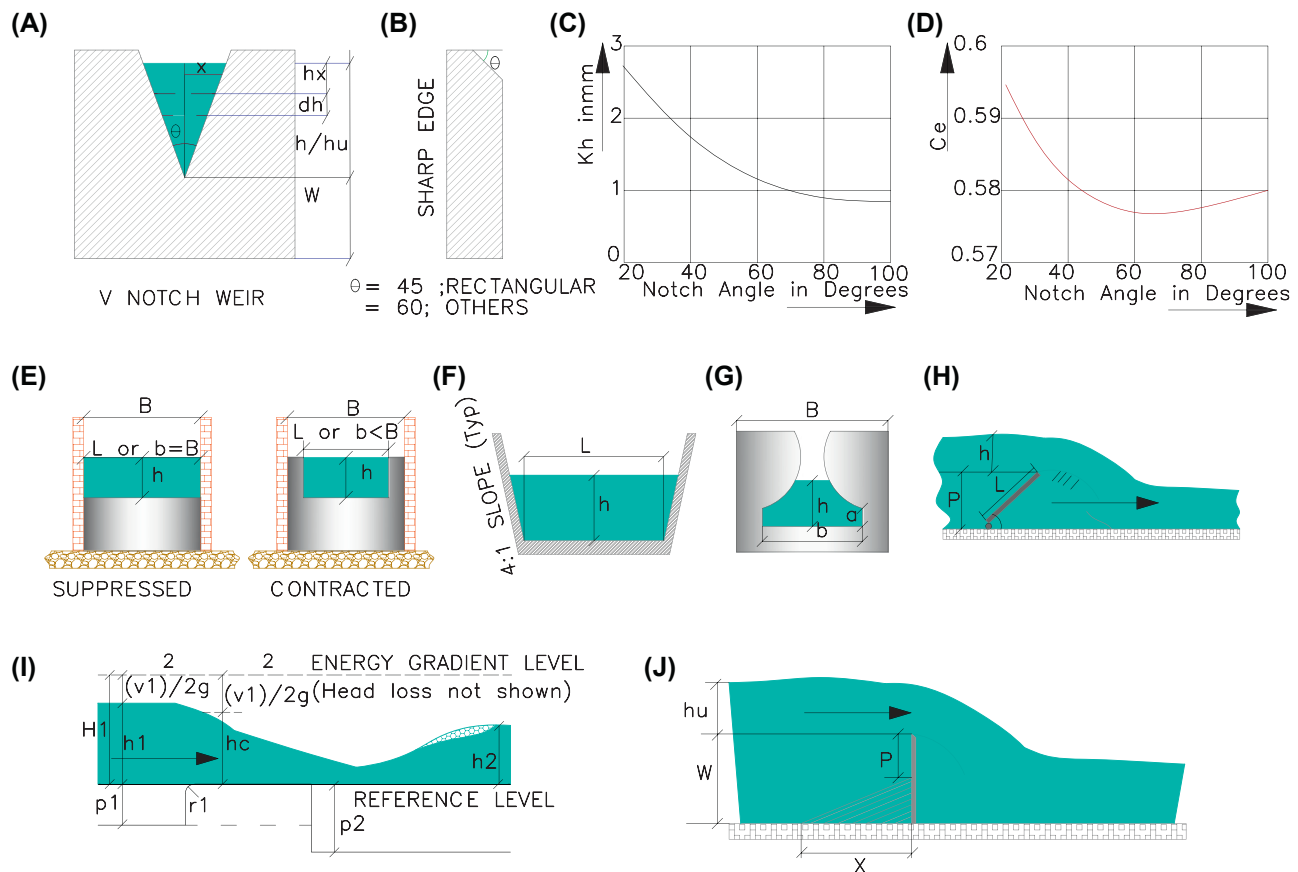 (A)
x
hx
dh
h/hu
θ
W
V NOTCH WEIR
(B)
θ
SHARP EDGE
θ = 45 ;RECTANGULAR
= 60; OTHERS
(C)
Kh inmm
3
2
1
0
20 40 60 80 100
Notch Angle in Degrees
(D)
Ce
0.6
0.59
0.58
0.57
20 40 60 80 100
Notch Angle in Degrees
(E)
B
L or b=B
h
SUPPRESSED
B
L or b<B
h
CONTRACTED
(F)
4:1 SLOPE (Typ)
L
h
(G)
B
h
a
b
(H)
h
P
L
(I)
2 2 ENERGY GRADIENT LEVEL
(v1)/2g (v1)/2g (Head loss not shown)
H1
h1
hc
h2
p1
r1
REFERENCE LEVEL
p2
(J)
hu
W
P
X